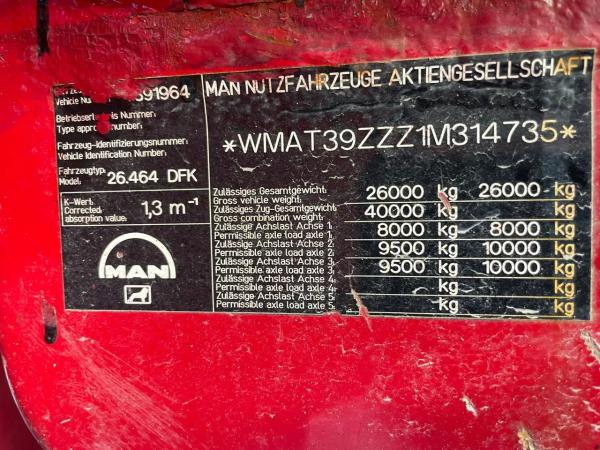 MAN NUTZFAHRZEUGE AKTIENGESELLSCHAFT
Vehicle 391964
Betriebserlaubnis Nummer:
Type approval number:
Fahrzeug-Identifizierungsnummer:
Vehicle Identification Number:
*WMAT39ZZZ1M314735*
Fahrzeugtyp:
Model: 26.464 DFK
K-Wert:
Corrected absorption value: 1,3 m⁻¹
MAN
Zulässiges Gesamtgewicht:
Gross vehicle weight: 26000 kg 26000 kg
Zulässiges Zug-Gesamtgewicht:
Gross combination weight: 40000 kg kg
Zulässige Achslast Achse 1:
Permissible axle load axle 1: 8000 kg 8000 kg
Zulässige Achslast Achse 2:
Permissible axle load axle 2: 9500 kg 10000 kg
Zulässige Achslast Achse 3:
Permissible axle load axle 3: 9500 kg 10000 kg
Zulässige Achslast Achse 4:
Permissible axle load axle 4: kg kg
Zulässige Achslast Achse 5:
Permissible axle load axle 5: kg kg